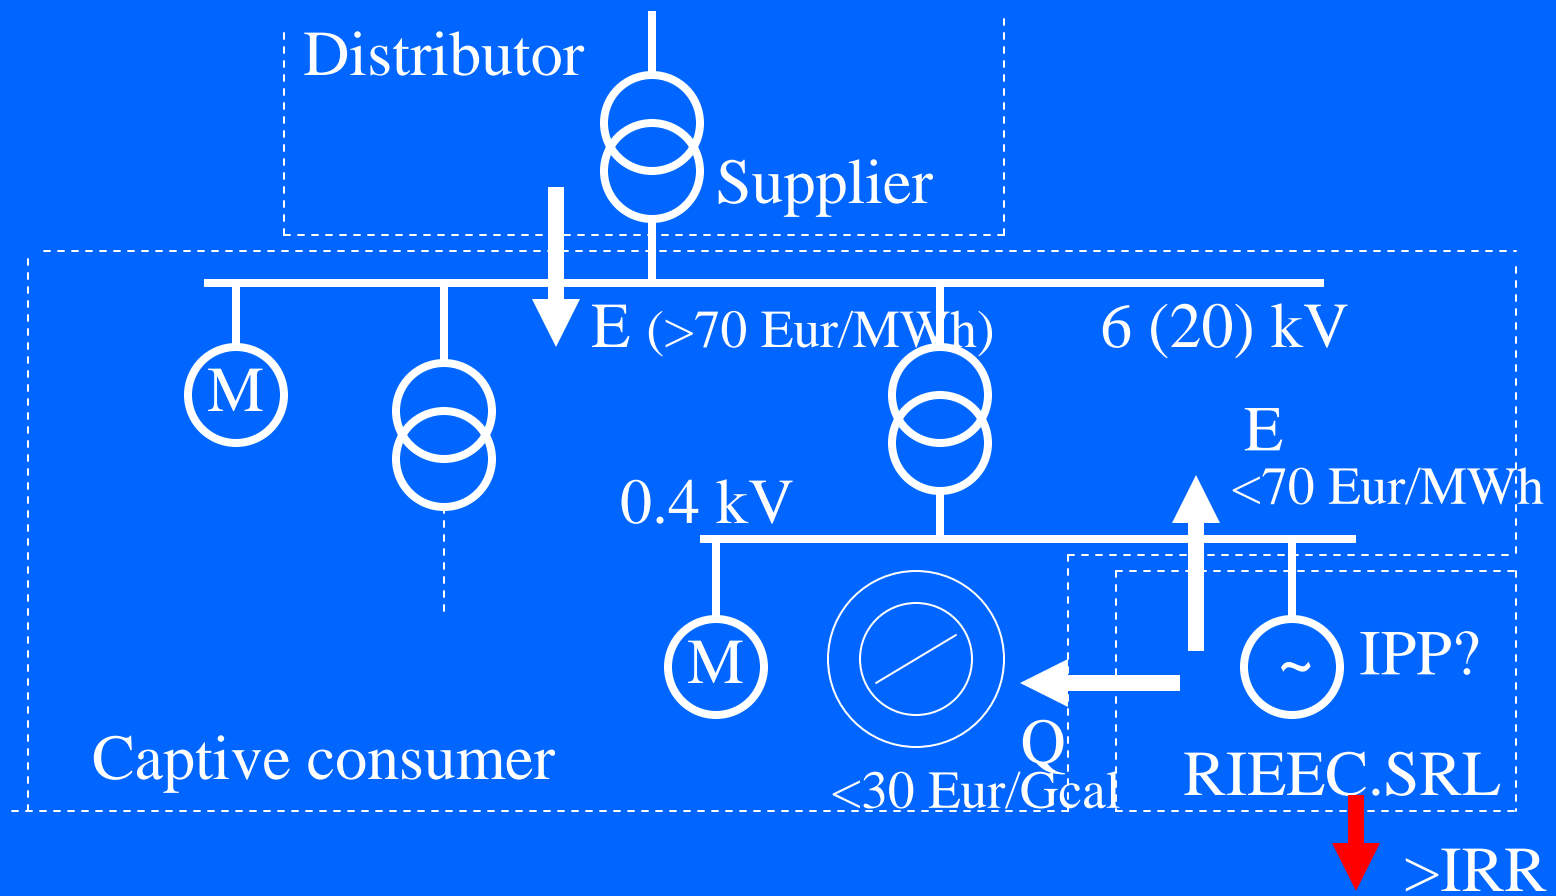 Distributor
Supplier
E (>70 Eur/MWh)
6 (20) kV
M
E
<70 Eur/MWh
0.4 kV
M
~
IPP?
Q
<30 Eur/Gcal
Captive consumer
RIEEC.SRL
>IRR